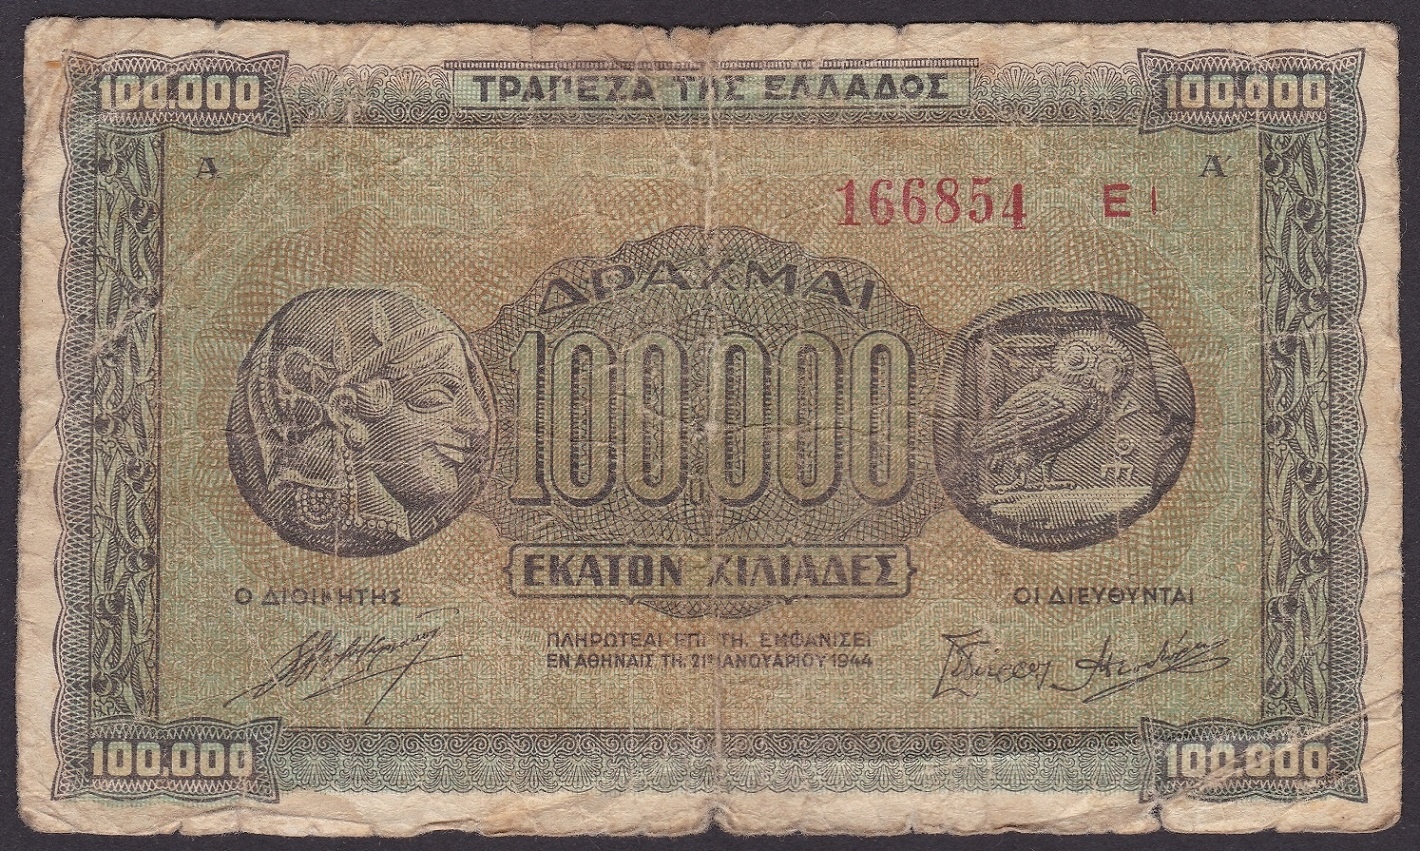 100.000 ΤΡΑΠΕΖΑ ΤΗΣ ΕΛΛΑΔΟΣ 100.000
Α Α
166854 Ε Ι
ΔΡΑΧΜΑΙ
100.000
Α Θ Ε
ΕΚΑΤΟΝ ΧΙΛΙΑΔΕΣ
Ο ΔΙΟΙΚΗΤΗΣ ΟΙ ΔΙΕΥΘΥΝΤΑΙ
ΠΛΗΡΩΤΕΑΙ ΕΠΙ ΤΗ, ΕΜΦΑΝΙΣΕΙ
ΕΝ ΑΘΗΝΑΙΣ ΤΗ, 21ῃ ΙΑΝΟΥΑΡΙΟΥ 1944
100.000 100.000